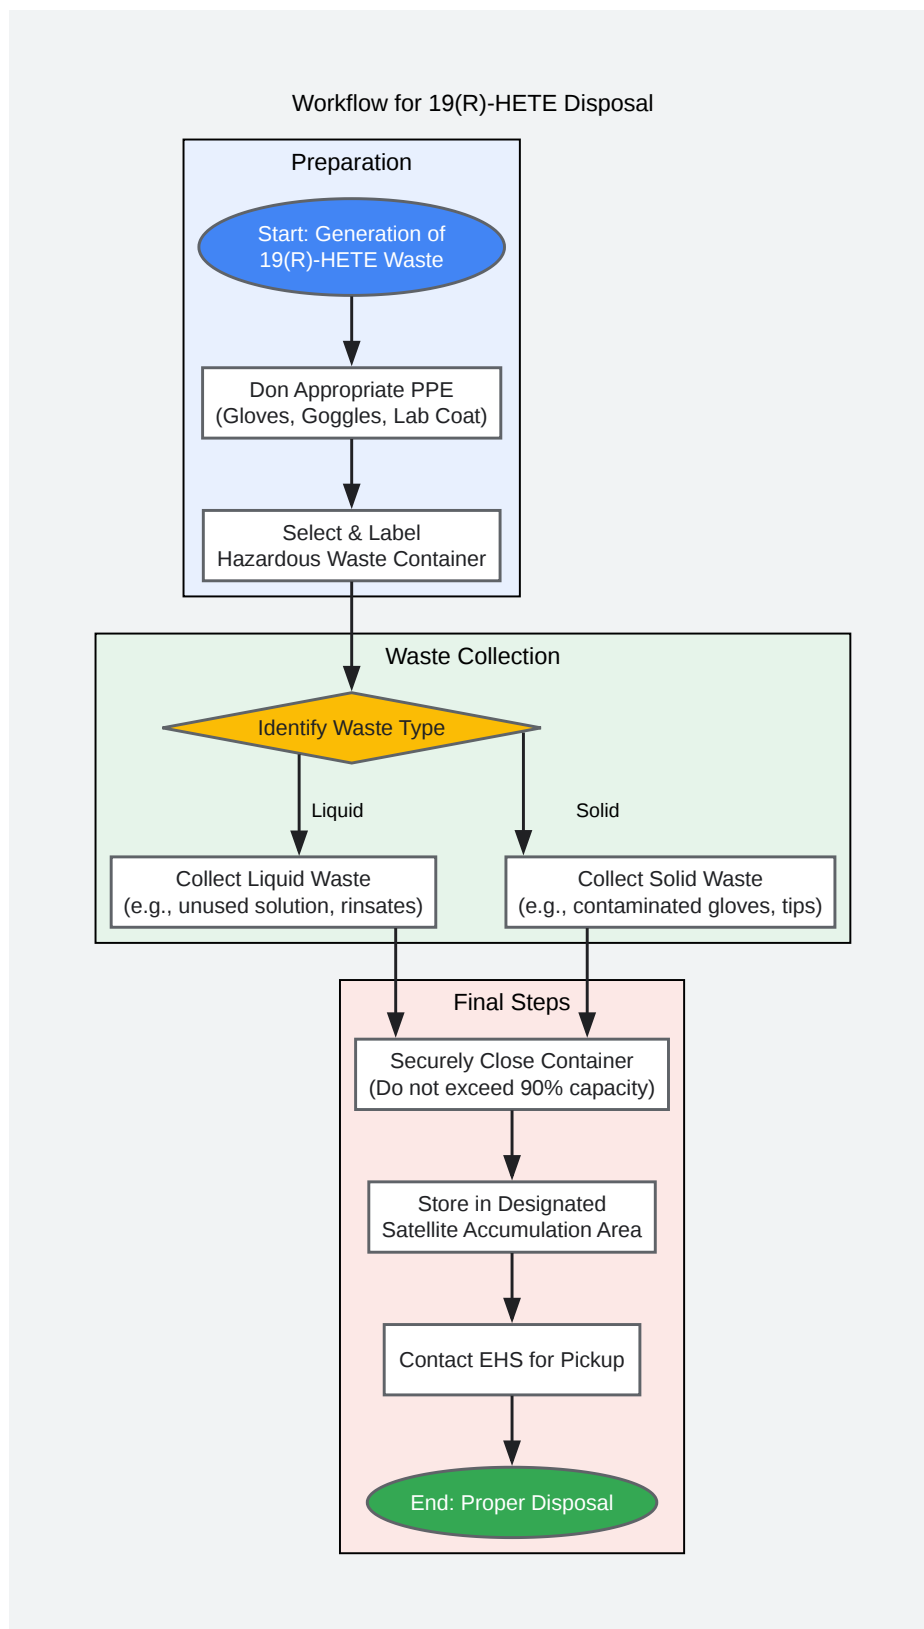 Workflow for 19(R)-HETE Disposal
Preparation
Start: Generation of
19(R)-HETE Waste
Don Appropriate PPE
(Gloves, Goggles, Lab Coat)
Select & Label
Hazardous Waste Container
Waste Collection
Identify Waste Type
Liquid
Solid
Collect Liquid Waste
(e.g., unused solution, rinsates)
Collect Solid Waste
(e.g., contaminated gloves, tips)
Final Steps
Securely Close Container
(Do not exceed 90% capacity)
Store in Designated
Satellite Accumulation Area
Contact EHS for Pickup
End: Proper Disposal